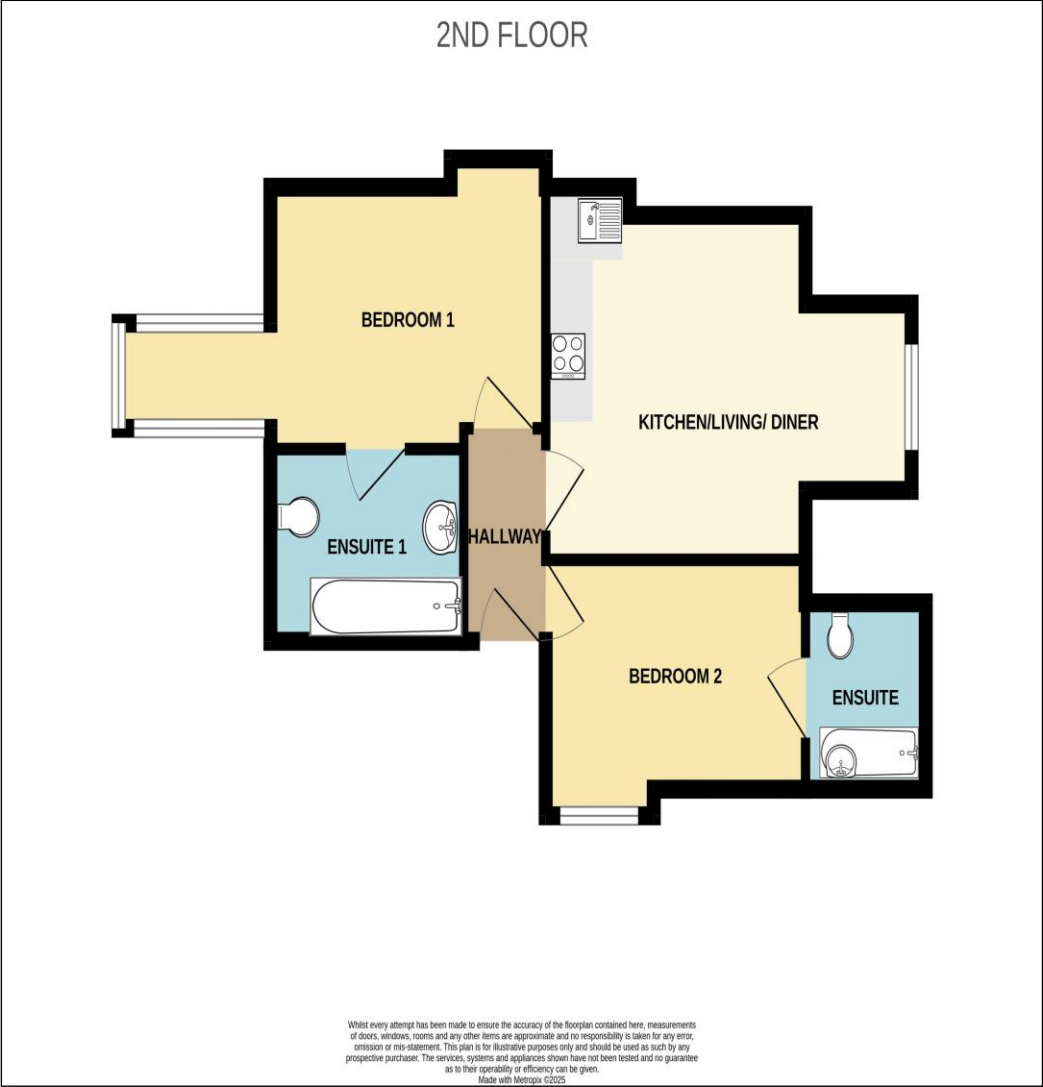 2ND FLOOR
BEDROOM 1
KITCHEN/LIVING/ DINER
HALLWAY
ENSUITE 1
BEDROOM 2
ENSUITE
Whilst every attempt has been made to ensure the accuracy of the floorplan contained here, measurements
of doors, windows, rooms and any other items are approximate and no responsibility is taken for any error,
omission or mis-statement. This plan is for illustrative purposes only and should be used as such by any
prospective purchaser. The services, systems and appliances shown have not been tested and no guarantee
as to their operability or efficiency can be given.
Made with Metropix ©2025